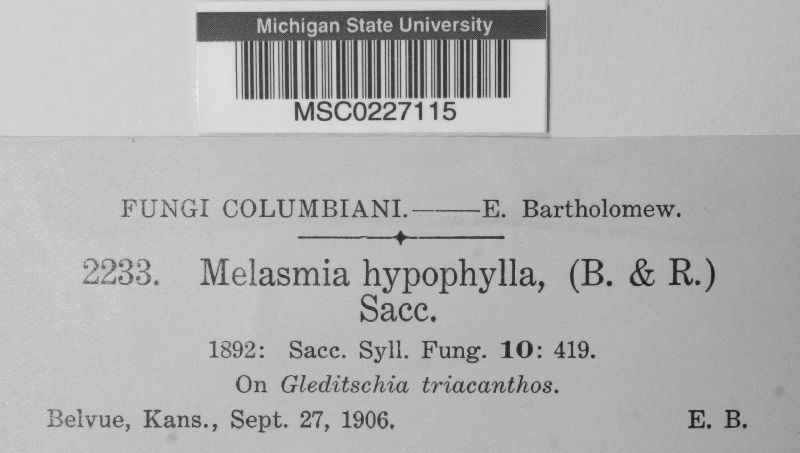 Michigan State University
MSC0227115
FUNGI COLUMBIANI.——E. Bartholomew.
2233. Melasmia hypophylla, (B. & R.)
Sacc.
1892: Sacc. Syll. Fung. 10: 419.
On Gleditschia triacanthos.
Belvue, Kans., Sept. 27, 1906. E. B.